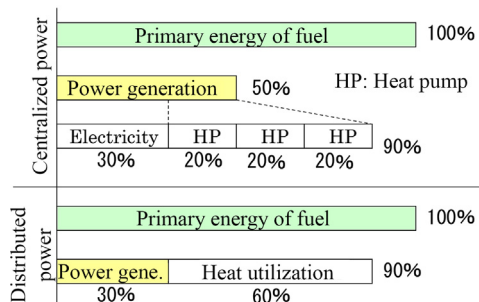 Centralized power
Primary energy of fuel 100%
Power generation 50%
HP: Heat pump
Electricity HP HP HP 90%
30% 20% 20% 20%
Distributed
power
Primary energy of fuel 100%
Power gene. Heat utilization 90%
30% 60%